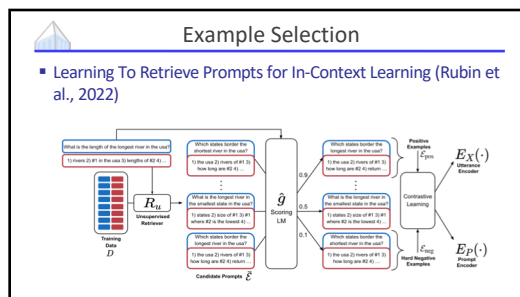 Example Selection
Learning To Retrieve Prompts for In-Context Learning (Rubin et
al., 2022)
What is the length of the longest river in the usa?
1) rivers 2) #1 in the usa 3) lengths of #2 4) ...
Training
Data
D
R_u
Unsupervised
Retriever
Which states border the
shortest river in the usa?
1) the usa 2) rivers of #1 3)
how long are #2 4) ...
What is the longest river in
the smallest state in the usa?
1) states 2) size of #1 3) #1
where #2 is the lowest 4) ...
Which states border the
longest river in the usa?
1) the usa 2) rivers of #1 3)
how long are #2 4) return ...
Candidate Prompts Ē
ĝ
Scoring
LM
0.9
0.5
0.1
Which states border the
longest river in the usa?
1) the usa 2) rivers of #1 3)
how long are #2 4) return ...
What is the longest river in
the smallest state in the usa?
1) states 2) size of #1 3) #1
where #2 is the lowest 4) ...
Which states border the
shortest river in the usa?
1) the usa 2) rivers of #1 3)
how long are #2 4) ...
Positive
Examples
ℰpos
Contrastive
Learning
ℰneg
Hard Negative Examples
E_X(·)
Utterance
Encoder
E_P(·)
Prompt
Encoder